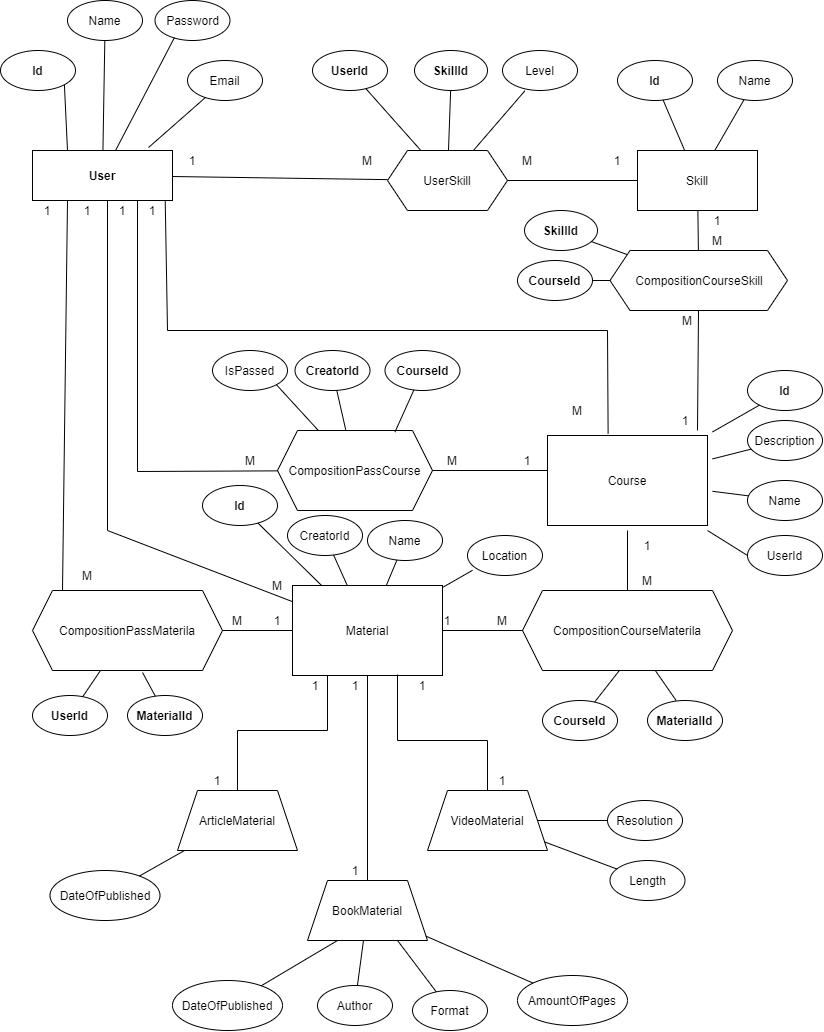 Name
Password
Id
Email
UserId
SkillId
Level
Id
Name
User
1
M
UserSkill
M
1
Skill
1
1
1
1
1
SkillId
M
CourseId
CompositionCourseSkill
M
IsPassed
CreatorId
CourseId
Id
M
1
Description
M
CompositionPassCourse
M
1
Course
Name
Id
CreatorId
Name
Location
1
UserId
M
M
M
CompositionPassMaterila
M
1
Material
1
M
CompositionCourseMaterila
UserId
MaterialId
1
1
1
CourseId
MaterialId
1
1
ArticleMaterial
VideoMaterial
Resolution
1
Length
DateOfPublished
BookMaterial
DateOfPublished
Author
Format
AmountOfPages